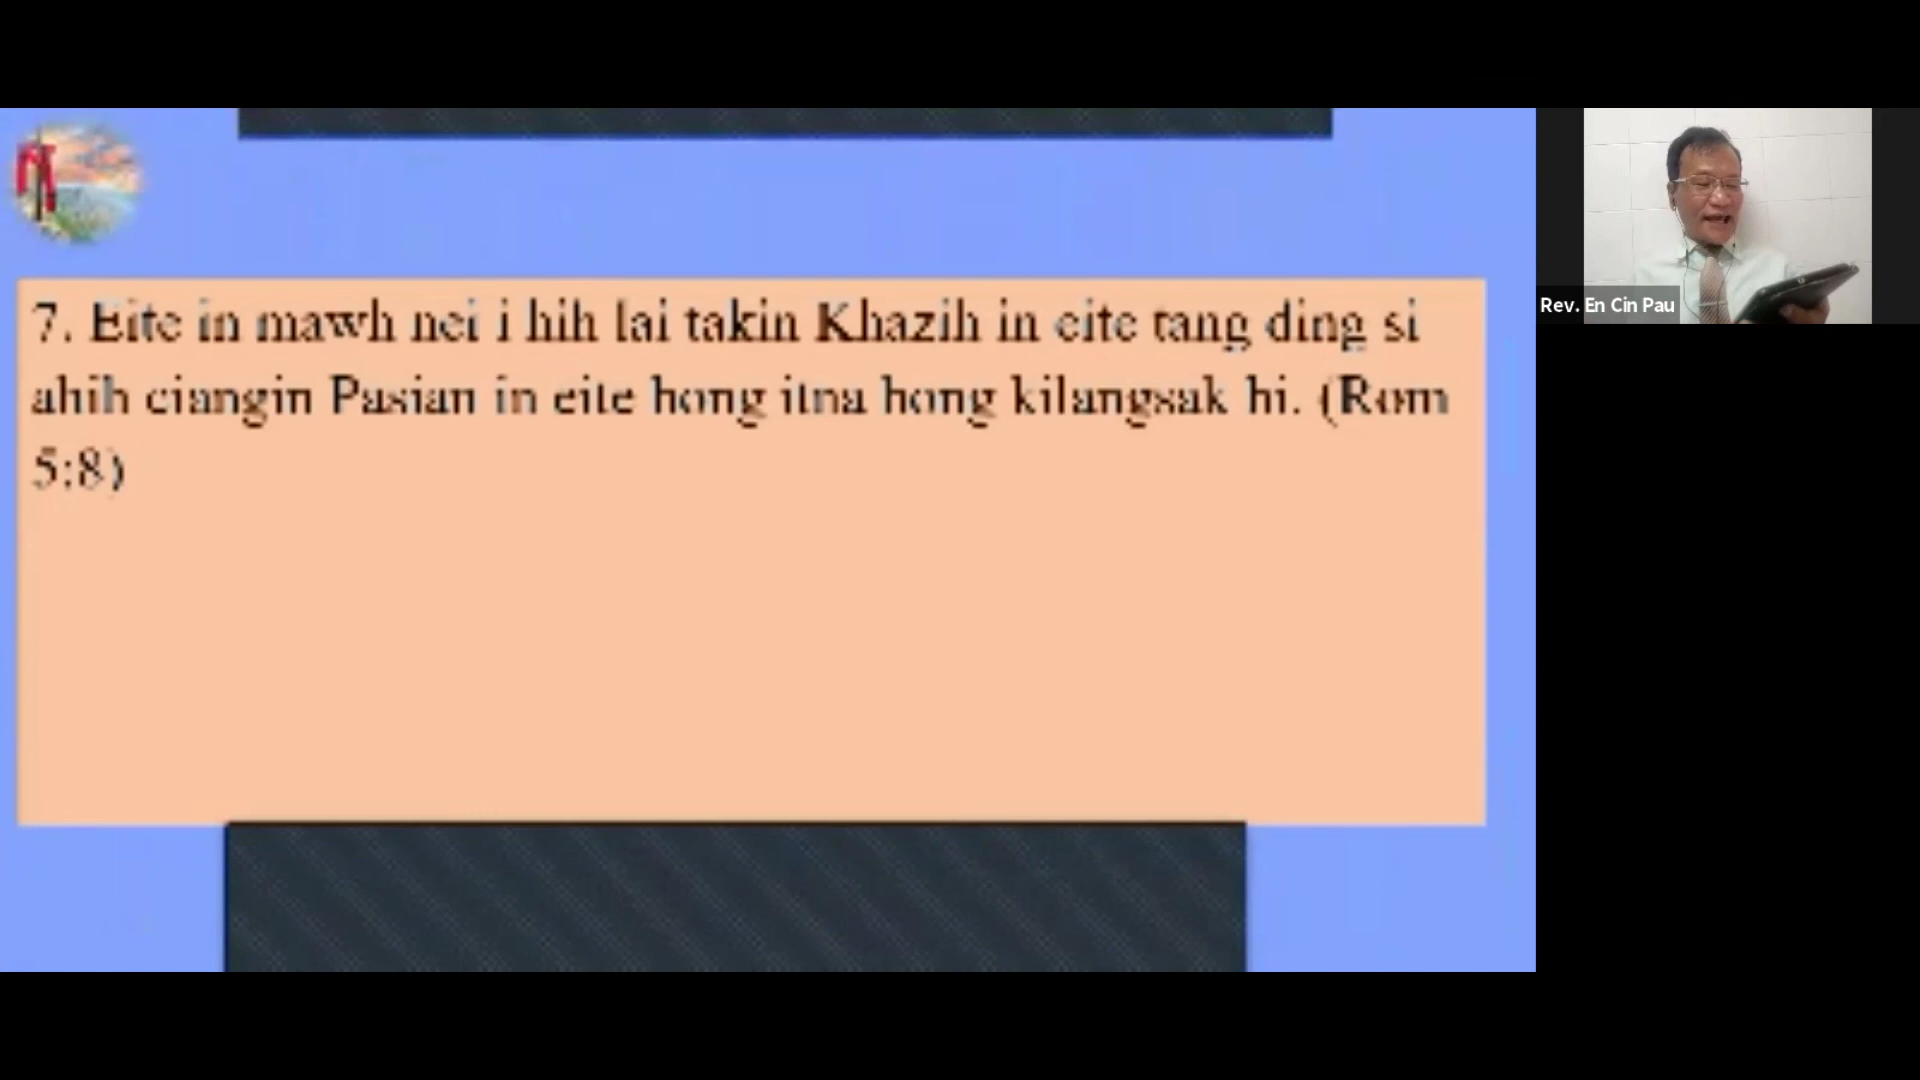 7. Eite in mawh nei i hih lai takin Khazih in eite tang ding si
ahih ciangin Pasian in eite hong itna hong kilangsak hi. (Rom
5:8)
Rev. En Cin Pau